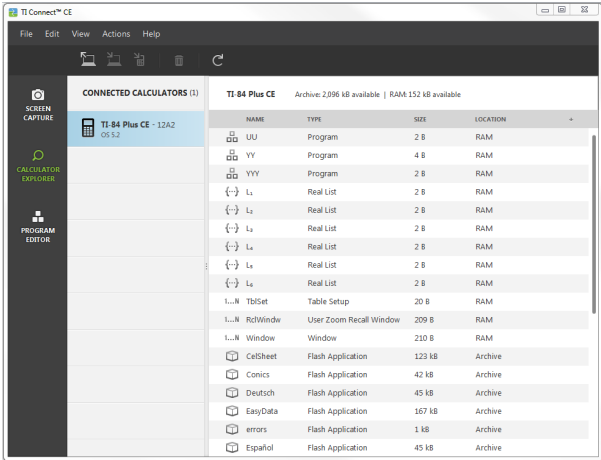 TI Connect™ CE
File Edit View Actions Help
SCREEN
CAPTURE
CALCULATOR
EXPLORER
PROGRAM
EDITOR
CONNECTED CALCULATORS (1)
TI-84 Plus CE - 12A2
OS 5.2
TI-84 Plus CE Archive: 2,096 kB available | RAM: 152 kB available
NAME TYPE SIZE LOCATION
UU Program 2 B RAM
YY Program 4 B RAM
YYY Program 2 B RAM
{···} L₁ Real List 2 B RAM
{···} L₂ Real List 2 B RAM
{···} L₃ Real List 2 B RAM
{···} L₄ Real List 2 B RAM
{···} L₅ Real List 2 B RAM
{···} L₆ Real List 2 B RAM
1...N TblSet Table Setup 20 B RAM
1...N RclWindw User Zoom Recall Window 209 B RAM
1...N Window Window 210 B RAM
CelSheet Flash Application 123 kB Archive
Conics Flash Application 42 kB Archive
Deutsch Flash Application 45 kB Archive
EasyData Flash Application 167 kB Archive
errors Flash Application 1 kB Archive
Español Flash Application 45 kB Archive